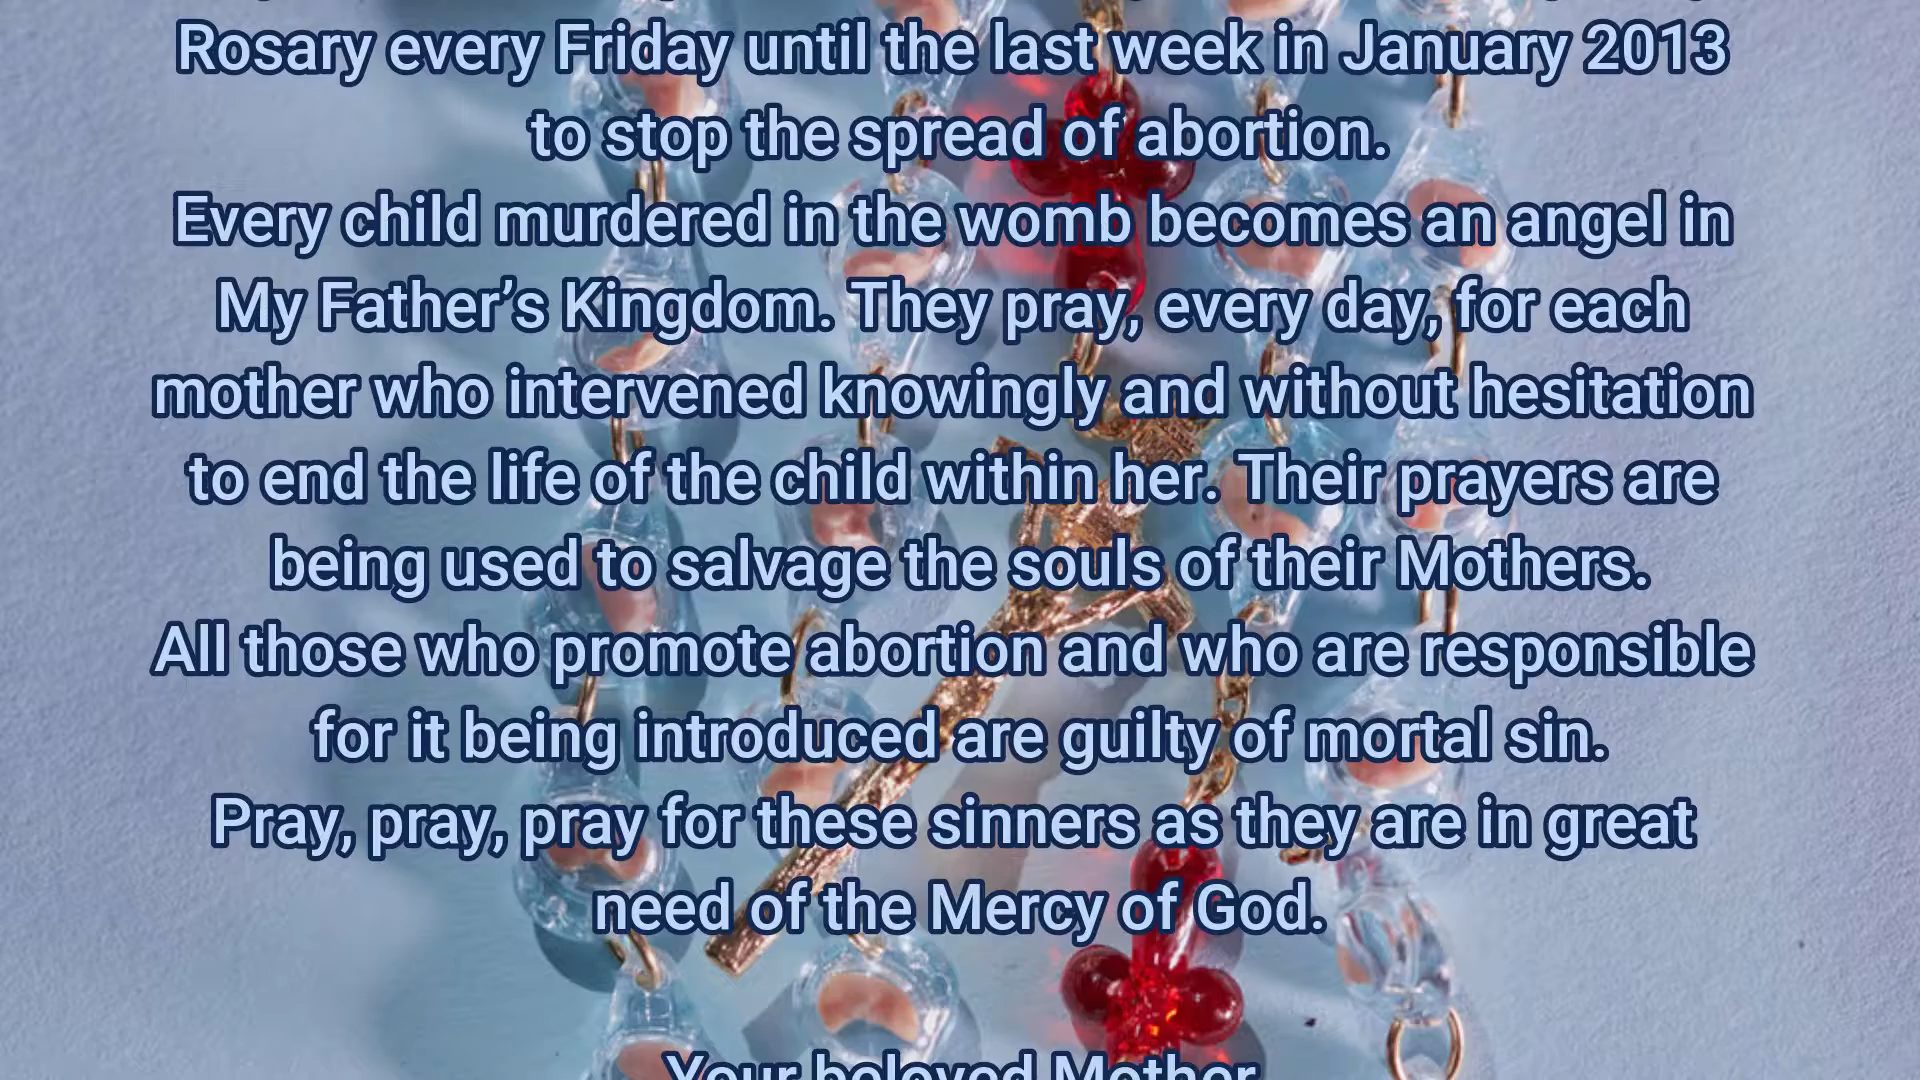 Rosary every Friday until the last week in January 2013
to stop the spread of abortion.
Every child murdered in the womb becomes an angel in
My Father’s Kingdom. They pray, every day, for each
mother who intervened knowingly and without hesitation
to end the life of the child within her. Their prayers are
being used to salvage the souls of their Mothers.
All those who promote abortion and who are responsible
for it being introduced are guilty of mortal sin.
Pray, pray, pray for these sinners as they are in great
need of the Mercy of God.
Your beloved Mother